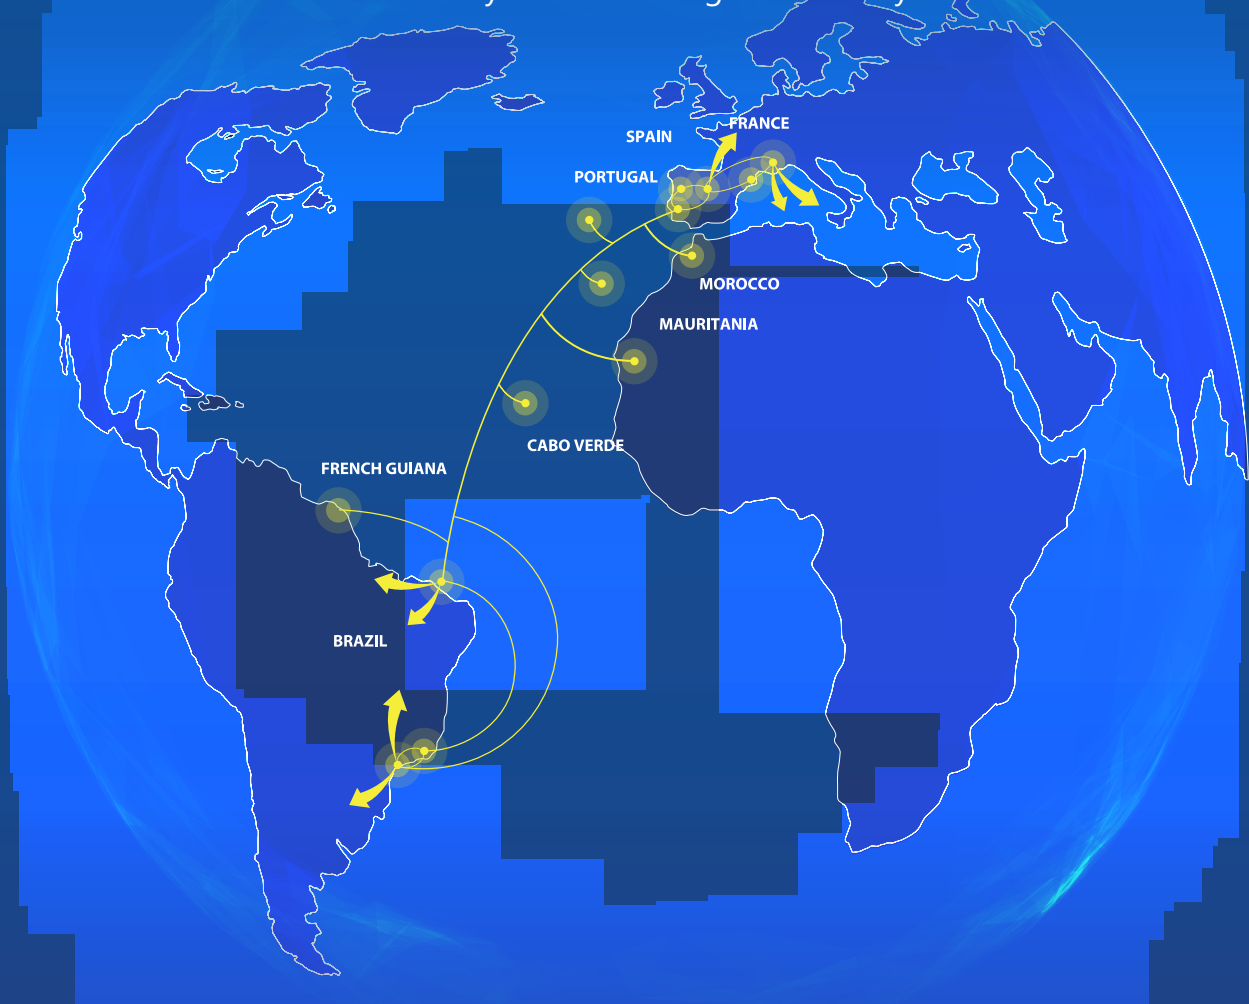 FRANCE
SPAIN
PORTUGAL
MOROCCO
MAURITANIA
CABO VERDE
FRENCH GUIANA
BRAZIL